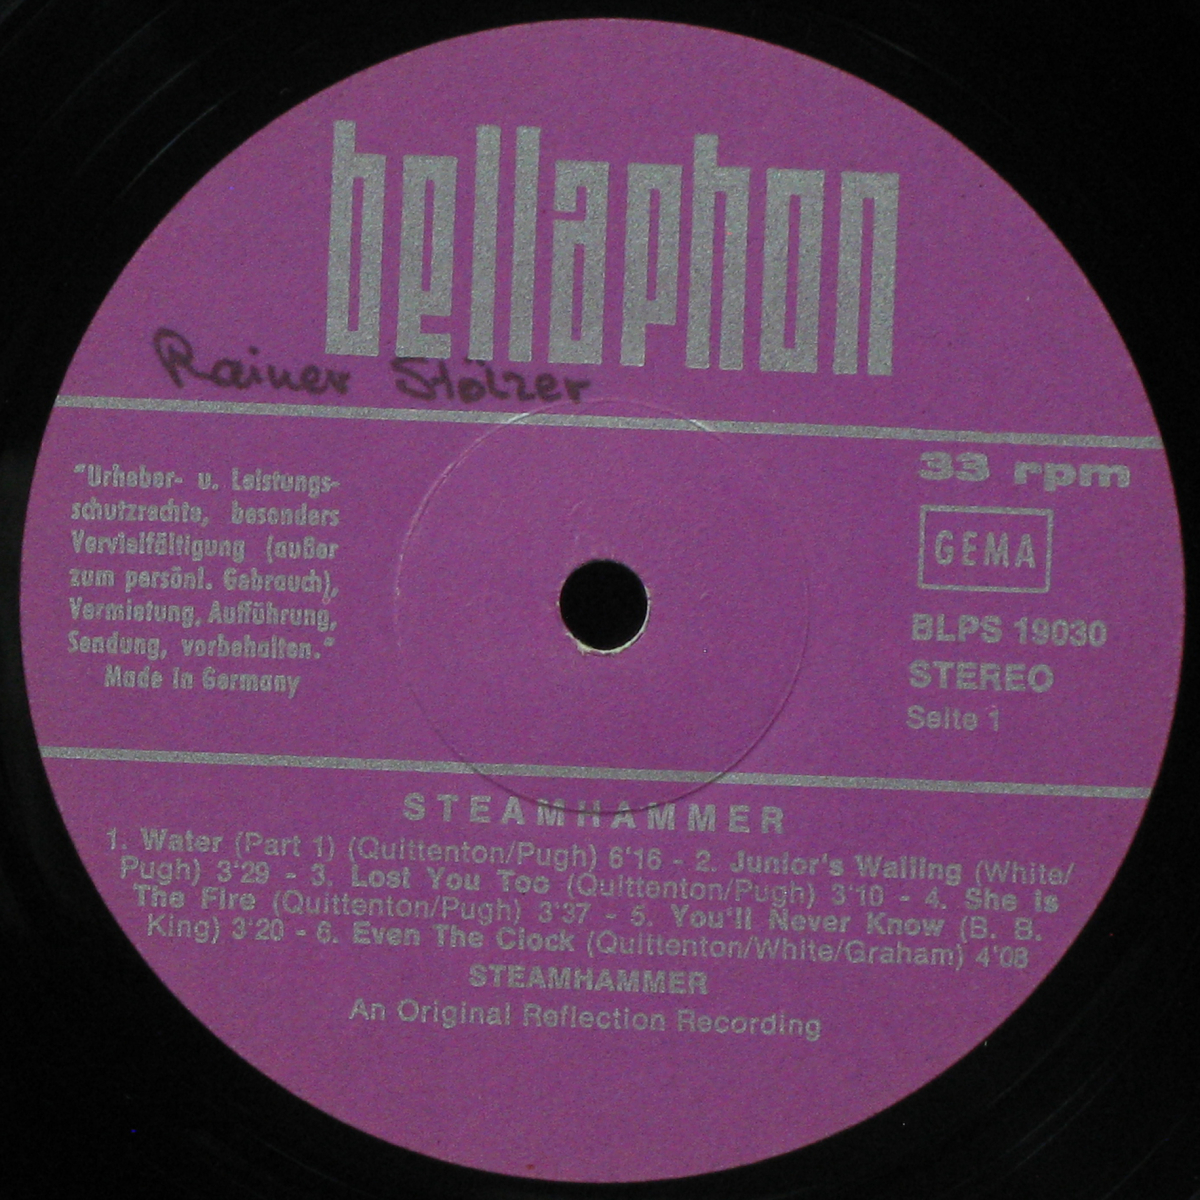 bellaphon
Rainer Stölzer
"Urheber- u. Leistungs-
schutzrechte, besonders
Vervielfältigung (außer
zum persönl. Gebrauch),
Vermietung, Aufführung,
Sendung, vorbehalten."
Made in Germany
33 rpm
GEMA
BLPS 19030
STEREO
Seite 1
STEAMHAMMER
1. Water (Part 1) (Quittenton/Pugh) 6'16 - 2. Junior's Wailing (White/
Pugh) 3'29 - 3. Lost You Too (Quittenton/Pugh) 3'10 - 4. She is
The Fire (Quittenton/Pugh) 3'37 - 5. You'll Never Know (B. B.
King) 3'20 - 6. Even The Clock (Quittenton/White/Graham) 4'08
STEAMHAMMER
An Original Reflection Recording